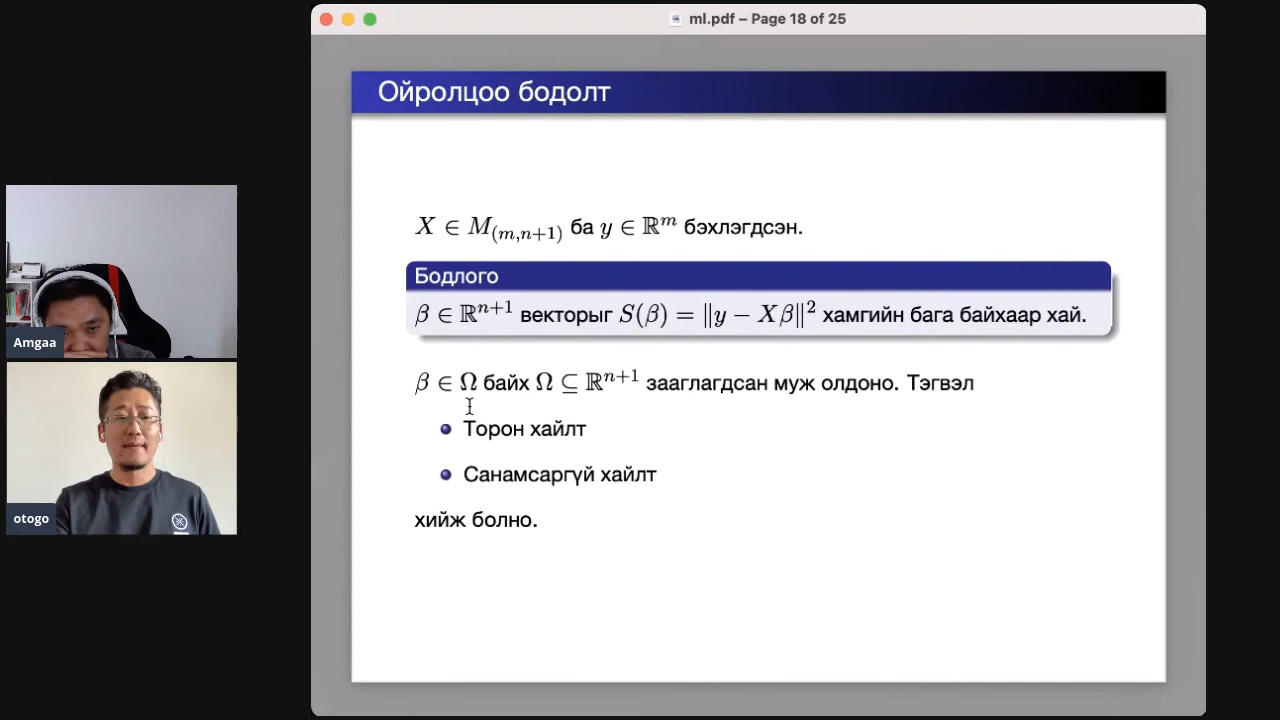 ml.pdf – Page 18 of 25
Ойролцоо бодолт
X ∈ M_(m,n+1) ба y ∈ ℝ^m бэхлэгдсэн.
Бодлого
β ∈ ℝ^{n+1} векторыг S(β) = ‖y − Xβ‖² хамгийн бага байхаар хай.
β ∈ Ω байх Ω ⊆ ℝ^{n+1} зааглагдсан муж олдоно. Тэгвэл
Торон хайлт
Санамсаргүй хайлт
хийж болно.
Amgaa
otogo